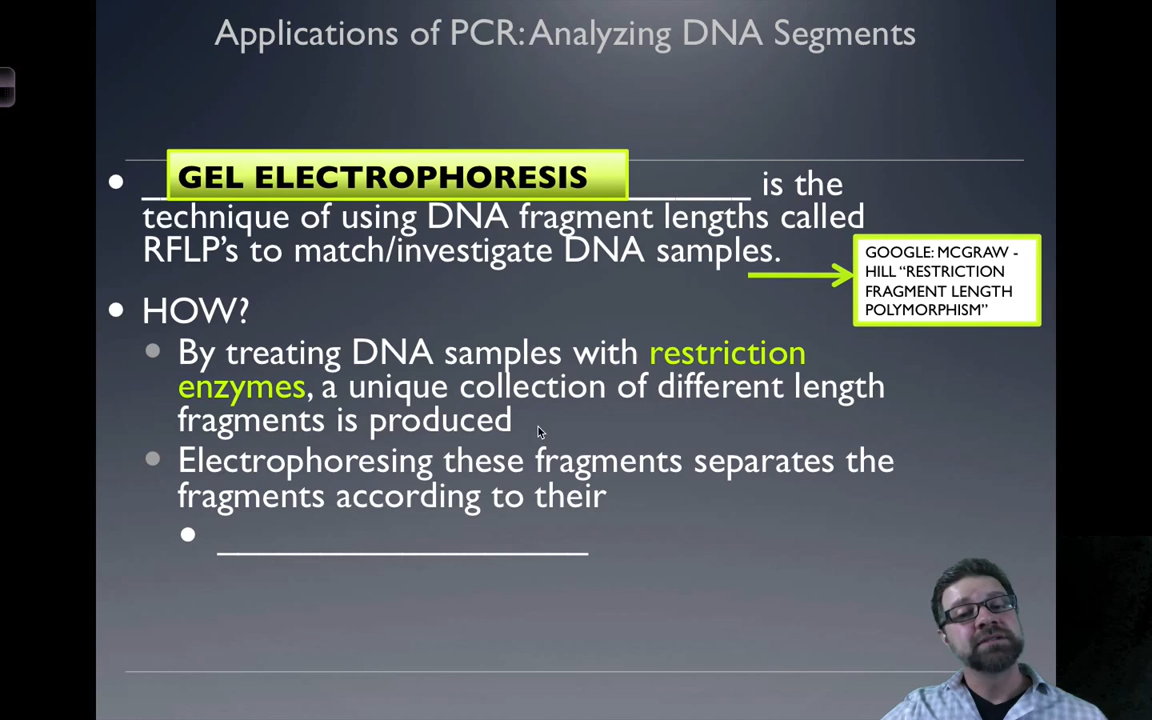 Applications of PCR: Analyzing DNA Segments
GEL ELECTROPHORESIS is the
technique of using DNA fragment lengths called
RFLP's to match/investigate DNA samples.
GOOGLE: MCGRAW -
HILL "RESTRICTION
FRAGMENT LENGTH
POLYMORPHISM"
HOW?
By treating DNA samples with restriction
enzymes, a unique collection of different length
fragments is produced
Electrophoresing these fragments separates the
fragments according to their